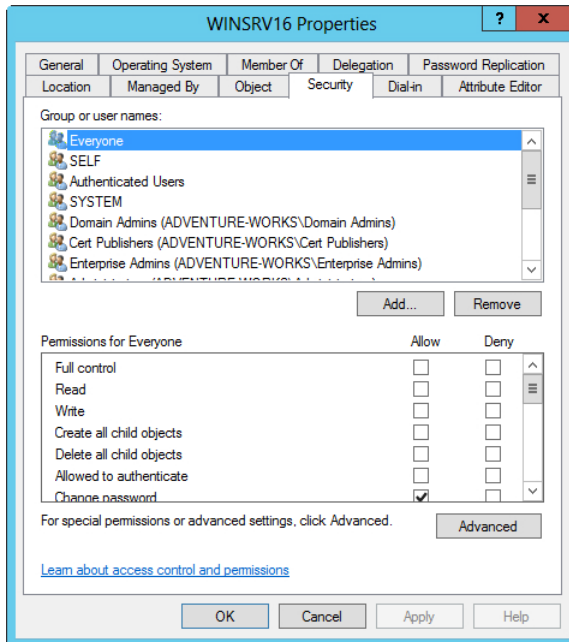 WINSRV16 Properties
? x
General Operating System Member Of Delegation Password Replication
Location Managed By Object Security Dial-in Attribute Editor
Group or user names:
Everyone
SELF
Authenticated Users
SYSTEM
Domain Admins (ADVENTURE-WORKS\Domain Admins)
Cert Publishers (ADVENTURE-WORKS\Cert Publishers)
Enterprise Admins (ADVENTURE-WORKS\Enterprise Admins)
Add... Remove
Permissions for Everyone Allow Deny
Full control
Read
Write
Create all child objects
Delete all child objects
Allowed to authenticate
Change password
For special permissions or advanced settings, click Advanced. Advanced
Learn about access control and permissions
OK Cancel Apply Help